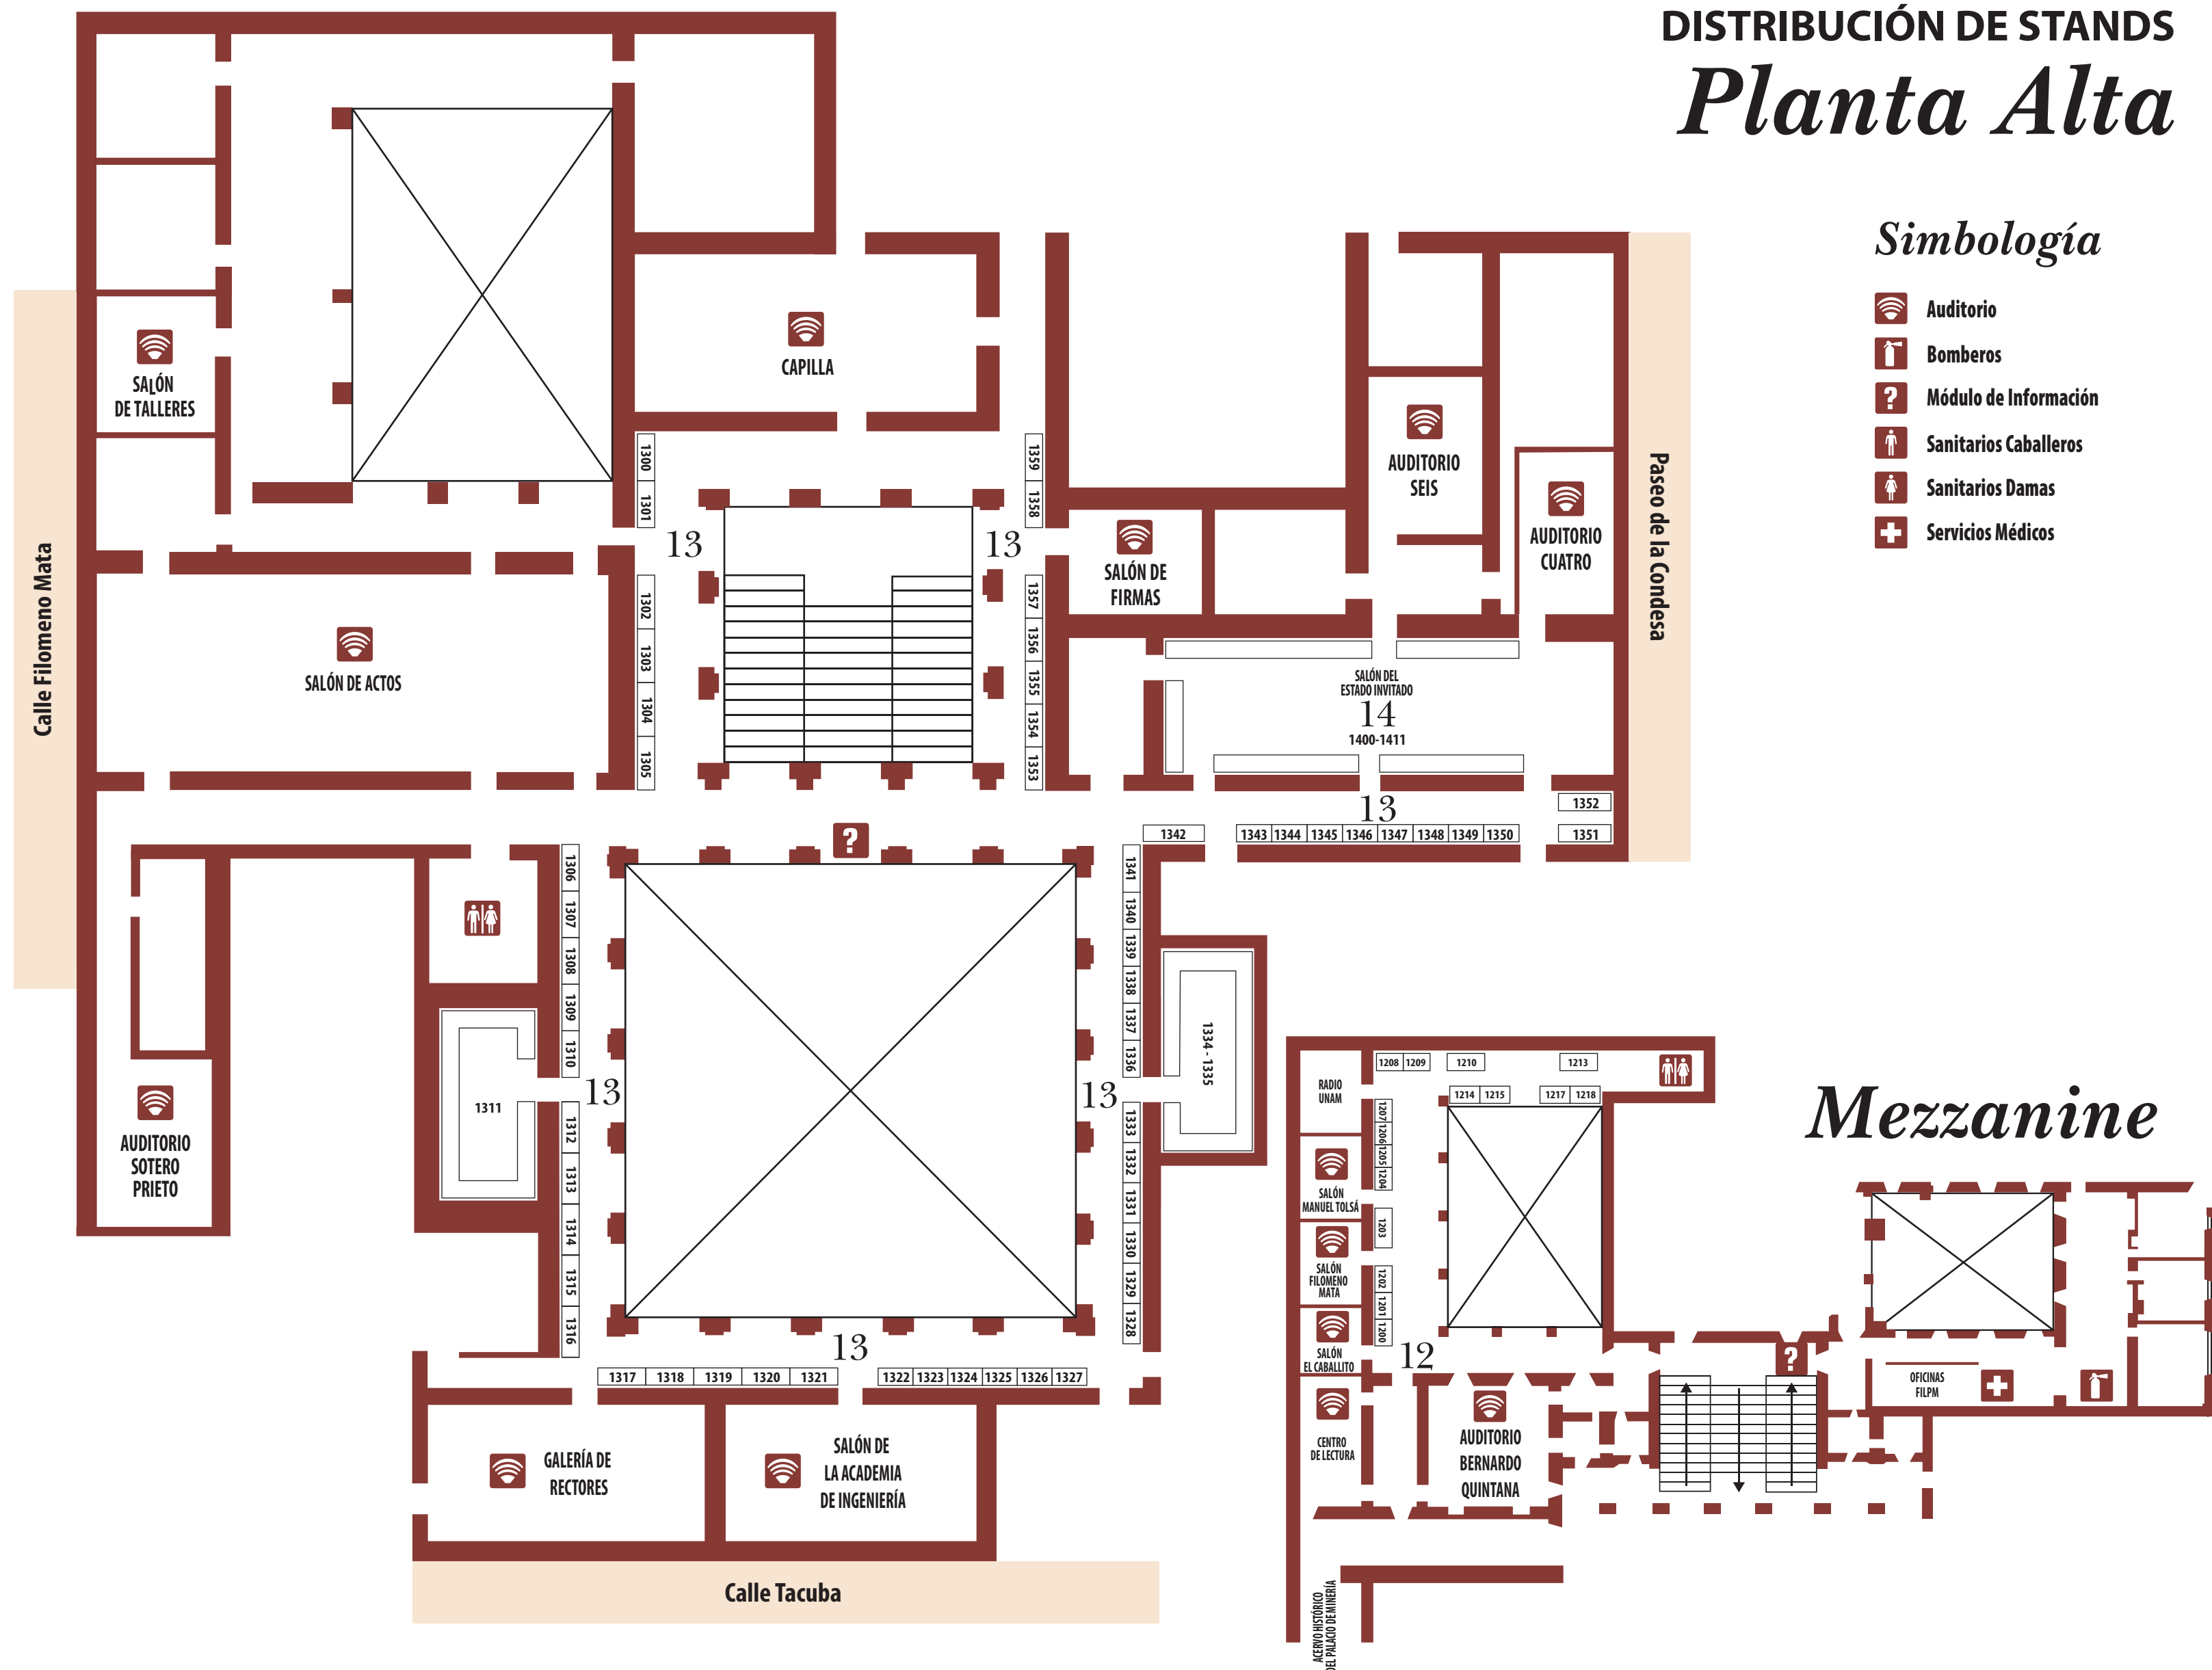 DISTRIBUCIÓN DE STANDS
Planta Alta
Simbología
Auditorio
Bomberos
Módulo de Información
Sanitarios Caballeros
Sanitarios Damas
Servicios Médicos
Calle Filomeno Mata
Paseo de la Condesa
SALÓN
DE TALLERES
CAPILLA
AUDITORIO
SEIS
AUDITORIO
CUATRO
SALÓN DE
FIRMAS
SALÓN DE ACTOS
1300
1301
13
1302
1303
1304
1305
1359
1358
13
1357
1356
1355
1354
1353
SALÓN DEL
ESTADO INVITADO
14
1400-1411
13
1352
1342
1343 1344 1345 1346 1347 1348 1349 1350
1351
?
1306
1307
1308
1309
1310
13
1311
1312
1313
1314
1315
1316
1341
1340
1339
1338
1337
1336
13
1334 - 1335
1333
1332
1331
1330
1329
1328
AUDITORIO
SOTERO
PRIETO
13
1317 1318 1319 1320 1321
1322 1323 1324 1325 1326 1327
GALERÍA DE
RECTORES
SALÓN DE
LA ACADEMIA
DE INGENIERÍA
Calle Tacuba
Mezzanine
RADIO
UNAM
1208 1209
1210
1213
1214 1215
1217 1218
1207
1206
1205
1204
1203
1202
1201
1200
SALÓN
MANUEL TOLSÁ
SALÓN
FILOMENO
MATA
SALÓN
EL CABALLITO
12
CENTRO
DE LECTURA
AUDITORIO
BERNARDO
QUINTANA
?
OFICINAS
FILPM
ACERVO HISTÓRICO
DEL PALACIO DE MINERÍA